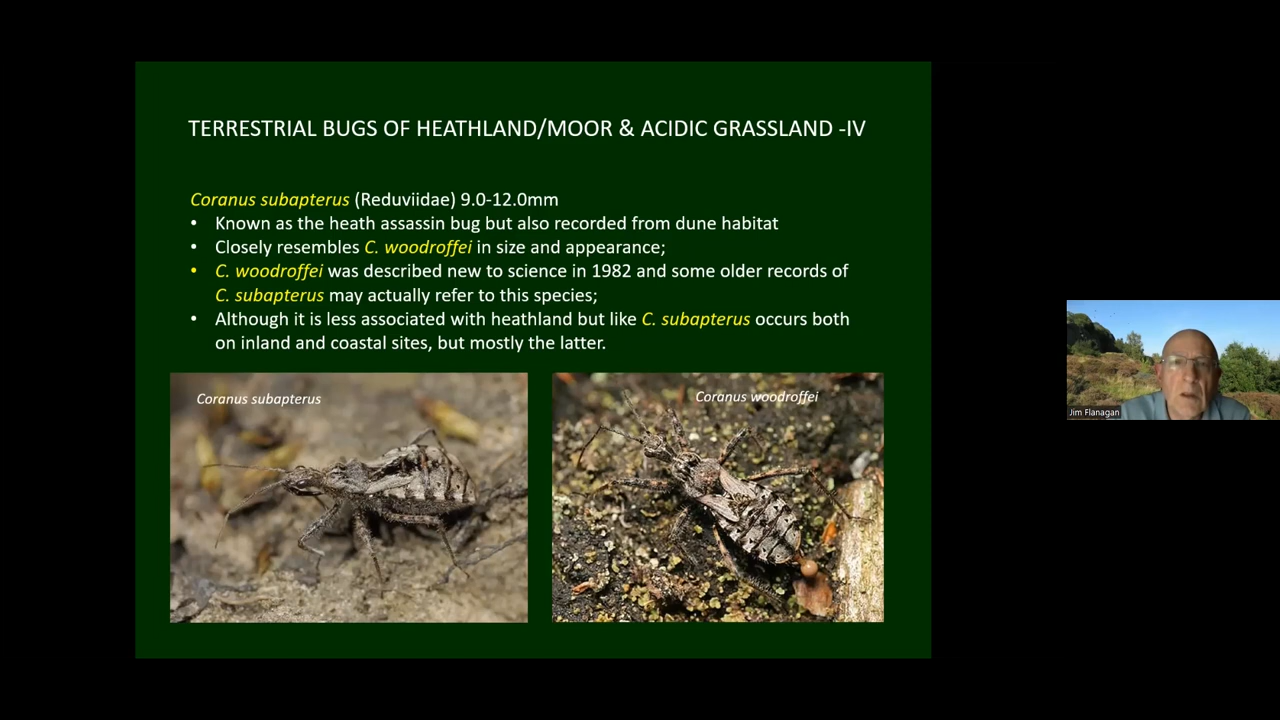 TERRESTRIAL BUGS OF HEATHLAND/MOOR & ACIDIC GRASSLAND -IV
Coranus subapterus (Reduviidae) 9.0-12.0mm
• Known as the heath assassin bug but also recorded from dune habitat
• Closely resembles C. woodroffei in size and appearance;
• C. woodroffei was described new to science in 1982 and some older records of
C. subapterus may actually refer to this species;
• Although it is less associated with heathland but like C. subapterus occurs both
on inland and coastal sites, but mostly the latter.
Coranus subapterus
Coranus woodroffei
Jim Flanagan